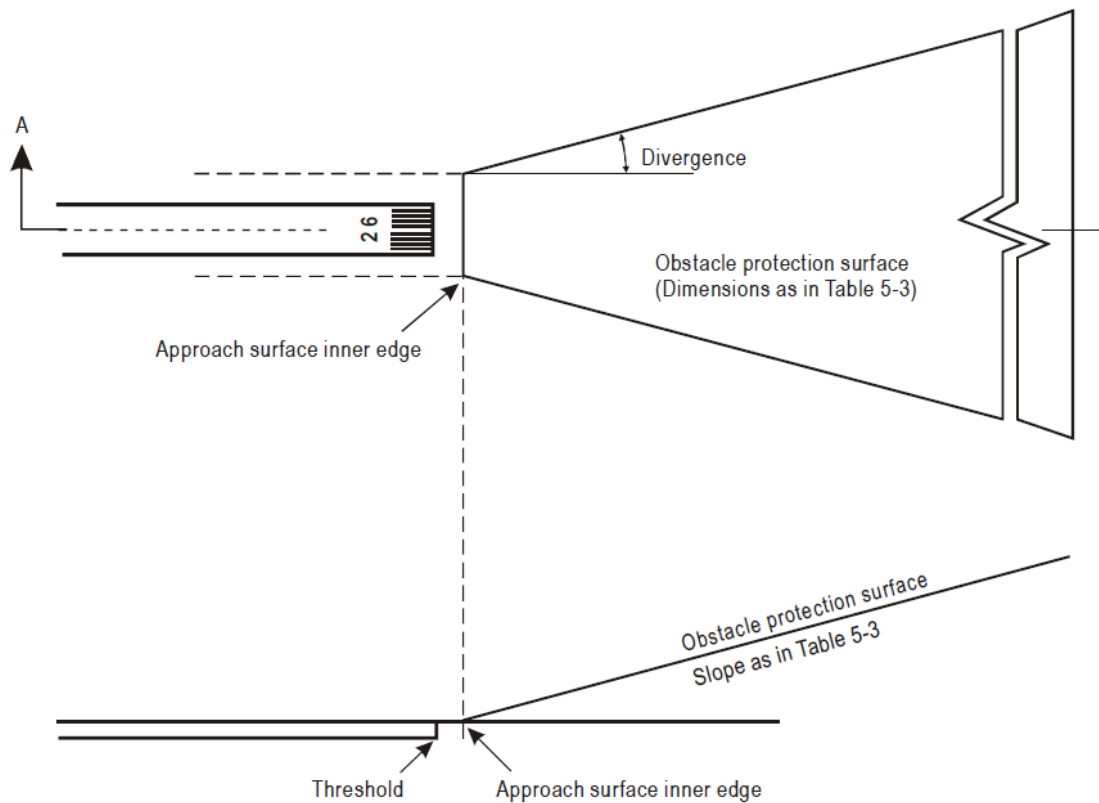 A
Divergence
26
Obstacle protection surface
(Dimensions as in Table 5-3)
Approach surface inner edge
Obstacle protection surface
Slope as in Table 5-3
Threshold
Approach surface inner edge